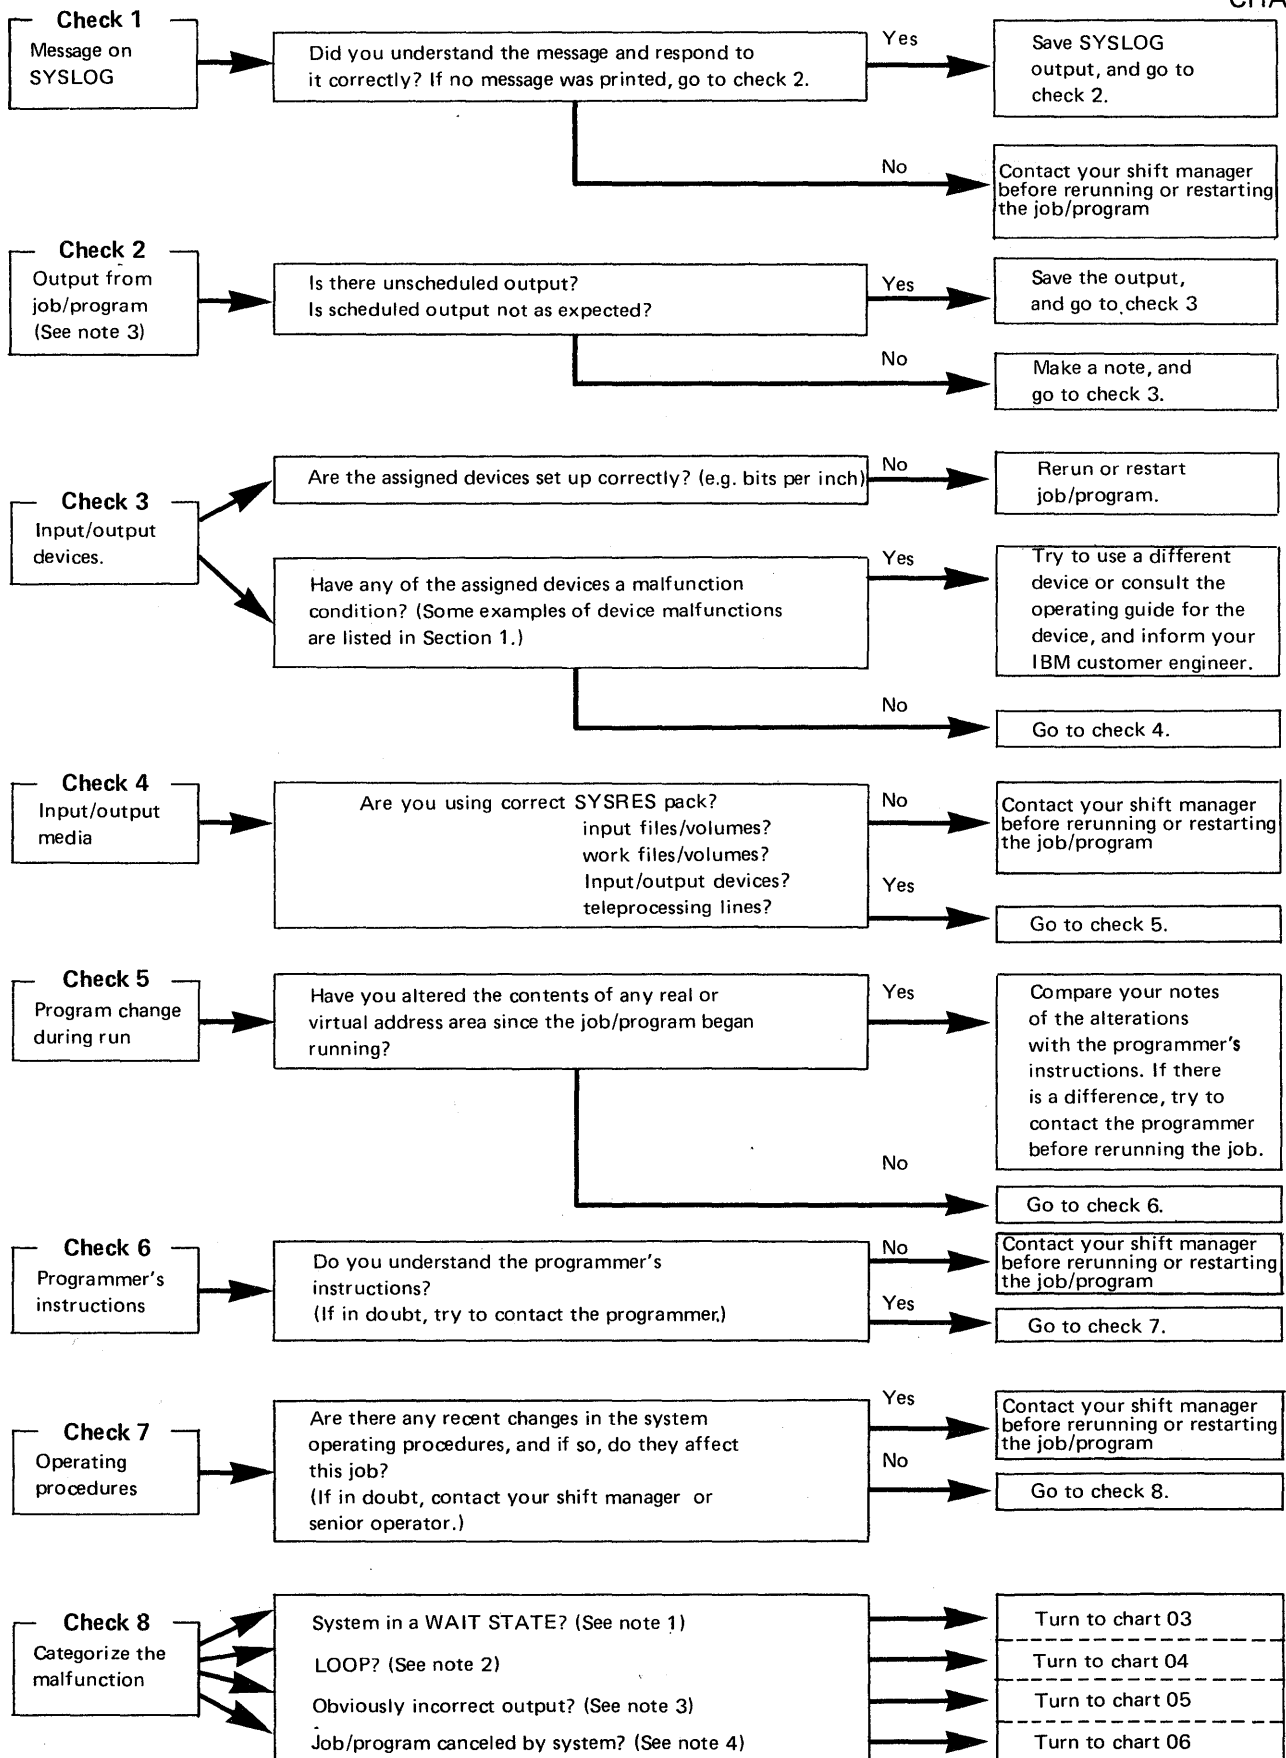 CHA
Check 1
Message on
SYSLOG
Did you understand the message and respond to
it correctly? If no message was printed, go to check 2.
Yes
Save SYSLOG
output, and go to
check 2.
No
Contact your shift manager
before rerunning or restarting
the job/program
Check 2
Output from
job/program
(See note 3)
Is there unscheduled output?
Is scheduled output not as expected?
Yes
Save the output,
and go to check 3
No
Make a note, and
go to check 3.
Check 3
Input/output
devices.
Are the assigned devices set up correctly? (e.g. bits per inch)
No
Rerun or restart
job/program.
Have any of the assigned devices a malfunction
condition? (Some examples of device malfunctions
are listed in Section 1.)
Yes
Try to use a different
device or consult the
operating guide for the
device, and inform your
IBM customer engineer.
No
Go to check 4.
Check 4
Input/output
media
Are you using correct SYSRES pack?
input files/volumes?
work files/volumes?
Input/output devices?
teleprocessing lines?
No
Contact your shift manager
before rerunning or restarting
the job/program
Yes
Go to check 5.
Check 5
Program change
during run
Have you altered the contents of any real or
virtual address area since the job/program began
running?
Yes
Compare your notes
of the alterations
with the programmer's
instructions. If there
is a difference, try to
contact the programmer
before rerunning the job.
No
Go to check 6.
Check 6
Programmer's
instructions
Do you understand the programmer's
instructions?
(If in doubt, try to contact the programmer.)
No
Contact your shift manager
before rerunning or restarting
the job/program
Yes
Go to check 7.
Check 7
Operating
procedures
Are there any recent changes in the system
operating procedures, and if so, do they affect
this job?
(If in doubt, contact your shift manager or
senior operator.)
Yes
Contact your shift manager
before rerunning or restarting
the job/program
No
Go to check 8.
Check 8
Categorize the
malfunction
System in a WAIT STATE? (See note 1)
Turn to chart 03
LOOP? (See note 2)
Turn to chart 04
Obviously incorrect output? (See note 3)
Turn to chart 05
Job/program canceled by system? (See note 4)
Turn to chart 06